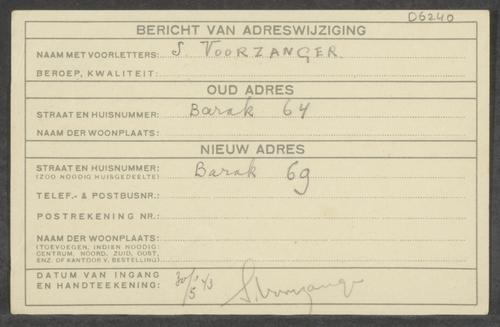 D6240
BERICHT VAN ADRESWIJZIGING
NAAM MET VOORLETTERS: S. VOORZANGER.
BEROEP, KWALITEIT:
OUD ADRES
STRAAT EN HUISNUMMER: Barak 64
NAAM DER WOONPLAATS:
NIEUW ADRES
STRAAT EN HUISNUMMER: Barak 69
(ZOO NOODIG HUISGEDEELTE)
TELEF.- & POSTBUSNR.:
POSTREKENING NR.:
NAAM DER WOONPLAATS:
(TOEVOEGEN, INDIEN NOODIG:
CENTRUM, NOORD, ZUID, OOST,
ENZ. OF KANTOOR V. BESTELLING)
DATUM VAN INGANG
EN HANDTEEKENING: 30/5 '43 S. Voorzanger